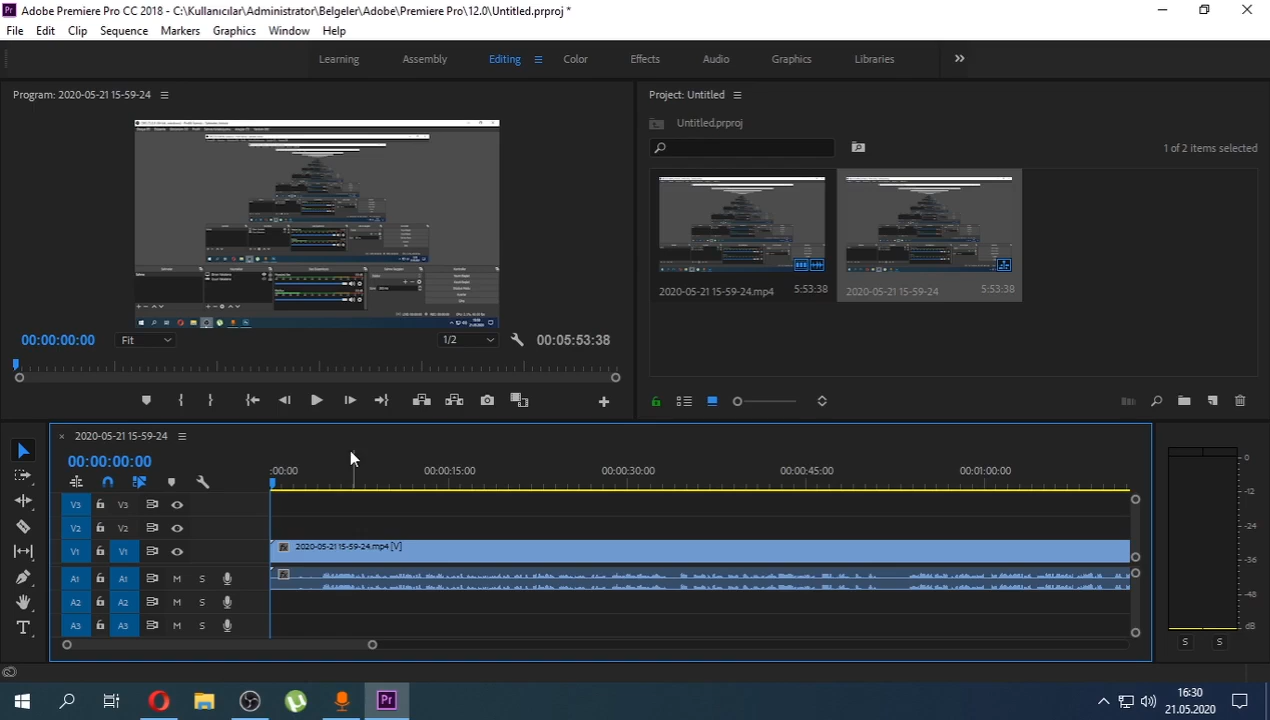 Adobe Premiere Pro CC 2018 - C:\Kullanıcılar\Administrator\Belgeler\Adobe\Premiere Pro\12.0\Untitled.prproj *
File Edit Clip Sequence Markers Graphics Window Help
Learning Assembly Editing Color Effects Audio Graphics Libraries
Program: 2020-05-21 15-59-24
Project: Untitled
Untitled.prproj
1 of 2 items selected
2020-05-21 15-59-24.mp4 5:53:38
2020-05-21 15-59-24 5:53:38
00:00:00:00 Fit 1/2 00:05:53:38
2020-05-21 15-59-24
00:00:00:00
:00:00 00:00:15:00 00:00:30:00 00:00:45:00 00:01:00:00
V3 V3
V2 V2
V1 V1 2020-05-21 15-59-24.mp4 [V]
A1 A1 M S
A2 A2 M S
A3 A3 M S
0
-12
-24
-36
-48
dB
S S
Pr
16:30
21.05.2020